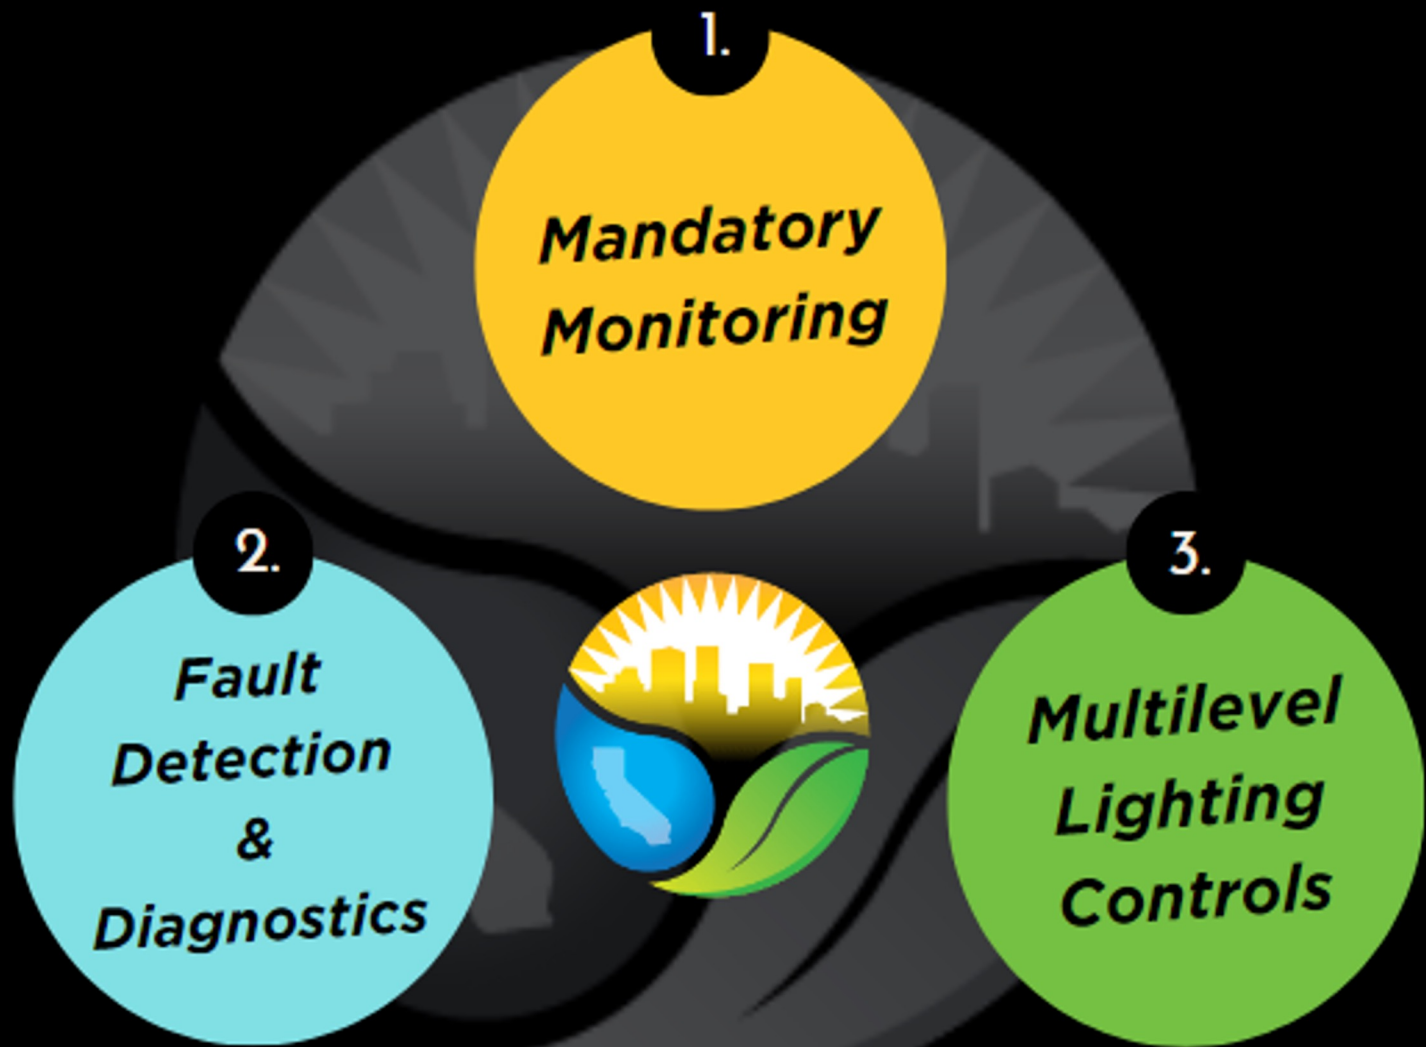 1.
Mandatory
Monitoring
2.
Fault
Detection
&
Diagnostics
3.
Multilevel
Lighting
Controls